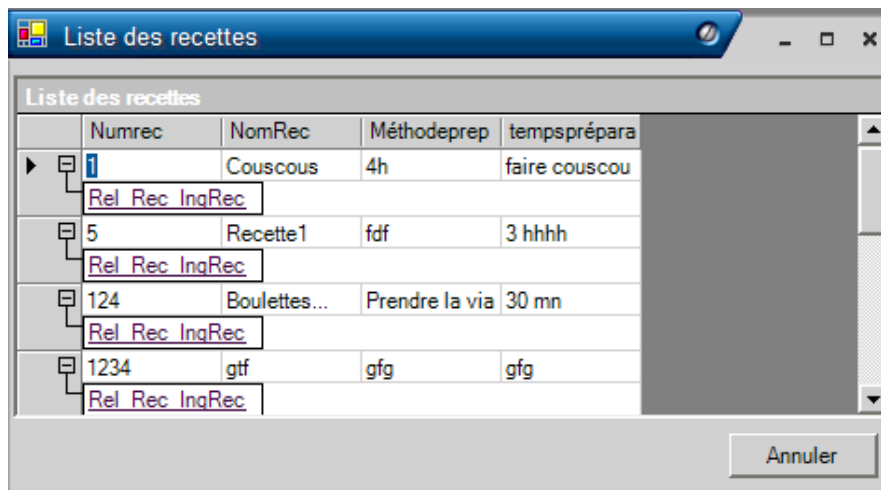 Liste des recettes
Liste des recettes
Numrec NomRec Méthodeprep tempsprépara
1 Couscous 4h faire couscou
Rel_Rec_IngRec
5 Recette1 fdf 3 hhhh
Rel_Rec_IngRec
124 Boulettes... Prendre la via 30 mn
Rel_Rec_IngRec
1234 gtf gfg gfg
Rel_Rec_IngRec
Annuler